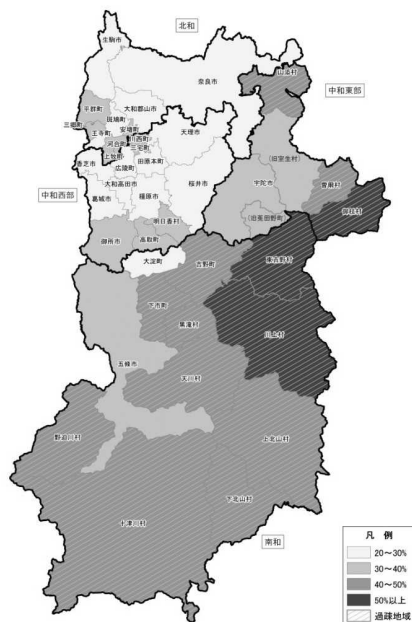 北和
生駒市
奈良市
山添村
中和東部
平群町
大和郡山市
斑鳩町
安堵町
三郷町
王寺町
川西町
天理市
河合町
三宅町
上牧町
香芝市
広陵町
田原本町
(旧室生村)
大和高田市
桜井市
中和西部
葛城市
橿原市
宇陀市
曽爾村
御杖村
明日香村
(旧菟田野町)
御所市
高取町
大淀町
吉野町
東吉野村
下市町
黒滝村
川上村
五條市
天川村
野迫川村
上北山村
下北山村
十津川村
南和
凡 例
20~30%
30~40%
40~50%
50%以上
過疎地域